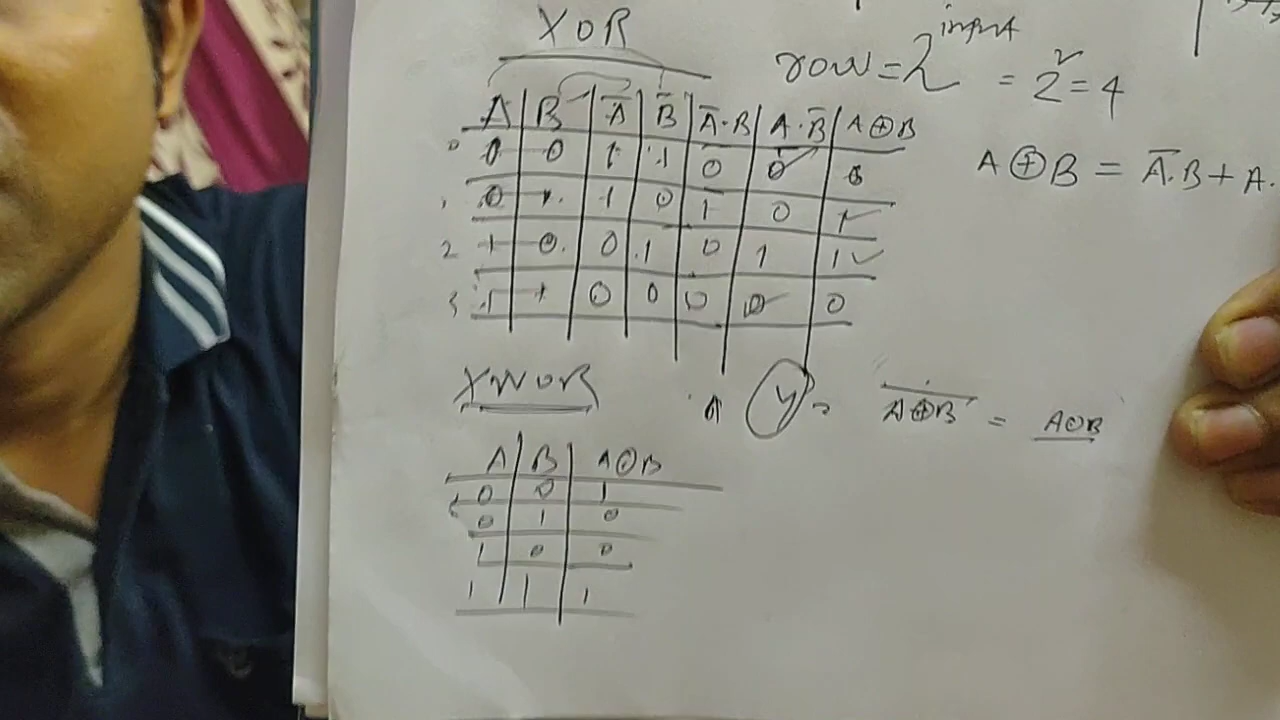 XOR
row = 2^input = 2^2 = 4
A | B | A̅ | B̅ | A̅.B | A.B̅ | A⊕B
0 0 | 0 | 1 | 1 | 0 | 0 | 0
1 0 | 1 | 1 | 0 | 1 | 0 | 1
2 1 | 0 | 0 | 1 | 0 | 1 | 1
3 1 | 1 | 0 | 0 | 0 | 0 | 0
A⊕B = A̅.B + A.
XNOR
Y = A̅⊕̅B̅ = A⊙B
A | B | A⊙B
0 | 0 | 1
0 | 1 | 0
1 | 0 | 0
1 | 1 | 1